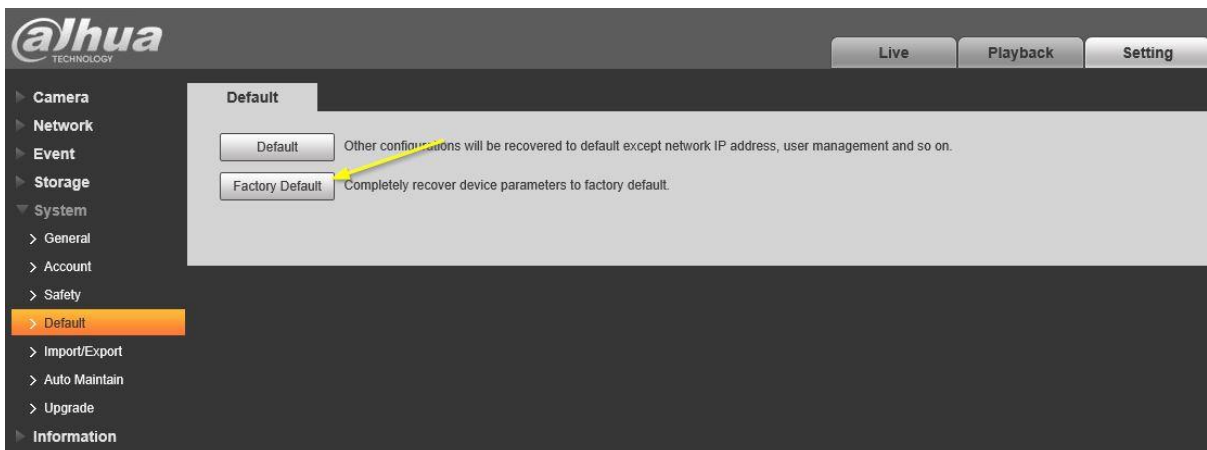 alhua
TECHNOLOGY
Live
Playback
Setting
Camera
Network
Event
Storage
System
General
Account
Safety
Default
Import/Export
Auto Maintain
Upgrade
Information
Default
Default
Other configurations will be recovered to default except network IP address, user management and so on.
Factory Default
Completely recover device parameters to factory default.